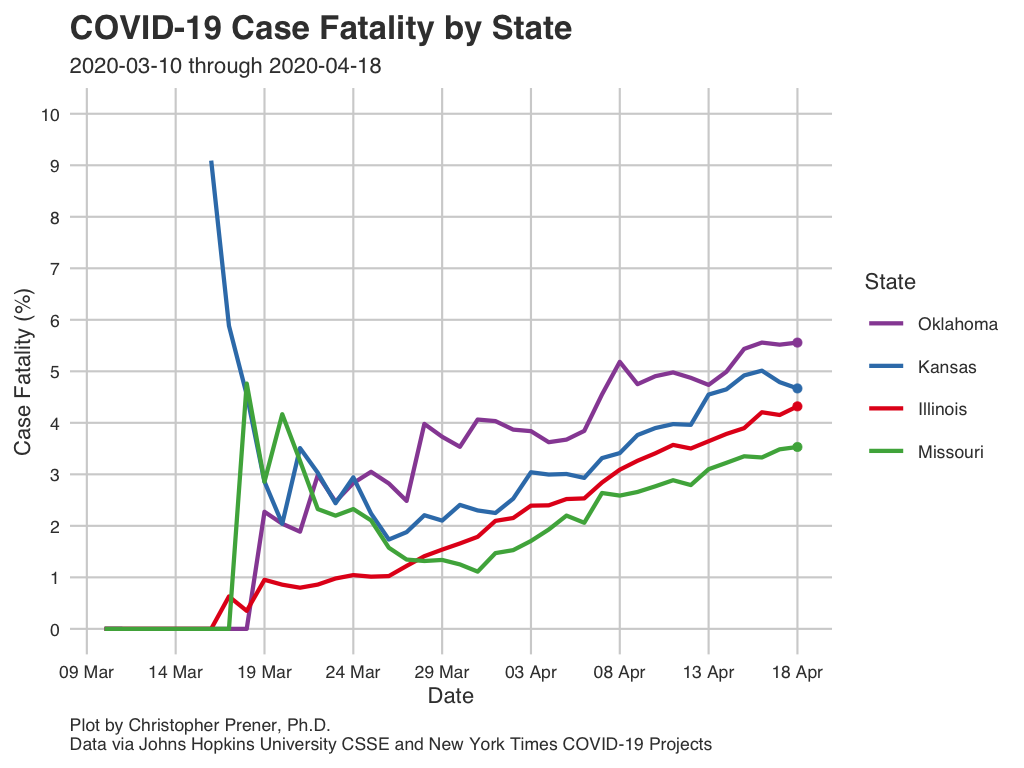 COVID-19 Case Fatality by State
2020-03-10 through 2020-04-18
Case Fatality (%)
10
9
8
7
6
5
4
3
2
1
0
09 Mar 14 Mar 19 Mar 24 Mar 29 Mar 03 Apr 08 Apr 13 Apr 18 Apr
Date
State
Oklahoma
Kansas
Illinois
Missouri
Plot by Christopher Prener, Ph.D.
Data via Johns Hopkins University CSSE and New York Times COVID-19 Projects